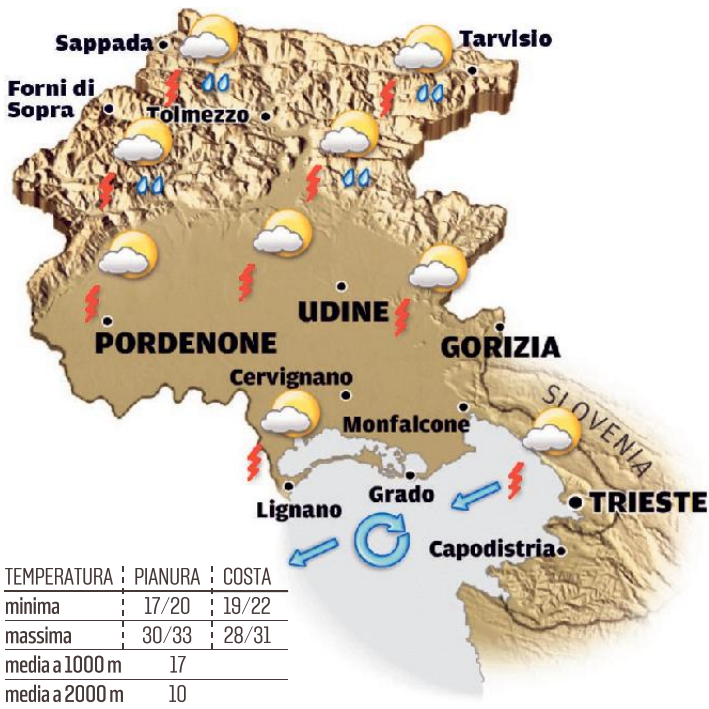 Sappada
Tarvisio
Forni di
Sopra
Tolmezzo
UDINE
PORDENONE
GORIZIA
Cervignano
SLOVENIA
Monfalcone
Lignano
Grado
TRIESTE
Capodistria
TEMPERATURA PIANURA COSTA
minima 17/20 19/22
massima 30/33 28/31
media a 1000 m 17
media a 2000 m 10